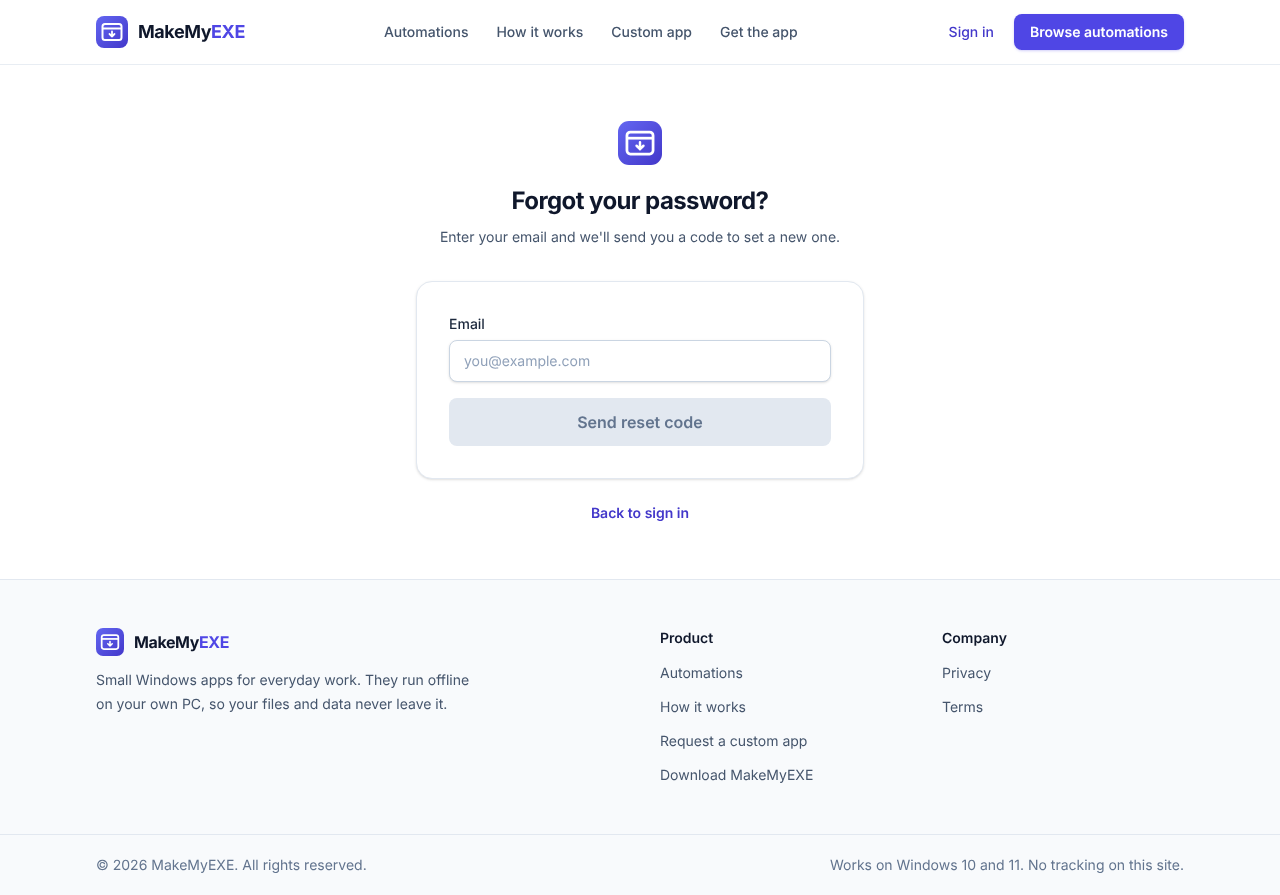 MakeMyEXE
Automations
How it works
Custom app
Get the app
Sign in
Browse automations
Forgot your password?
Enter your email and we'll send you a code to set a new one.
Email
you@example.com
Send reset code
Back to sign in
MakeMyEXE
Small Windows apps for everyday work. They run offline
on your own PC, so your files and data never leave it.
Product
Automations
How it works
Request a custom app
Download MakeMyEXE
Company
Privacy
Terms
© 2026 MakeMyEXE. All rights reserved.
Works on Windows 10 and 11. No tracking on this site.